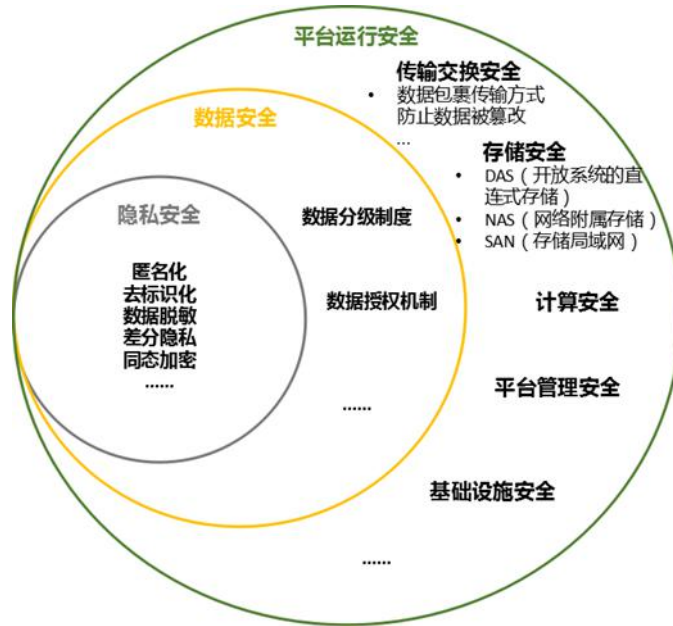 平台运行安全
传输交换安全
• 数据包裹传输方式
防止数据被篡改
...
数据安全
存储安全
• DAS（开放系统的直
连式存储）
• NAS（网络附属存储）
• SAN（存储局域网）
隐私安全
数据分级制度
匿名化
去标识化
数据脱敏
差分隐私
同态加密
......
数据授权机制
计算安全
平台管理安全
......
基础设施安全
......